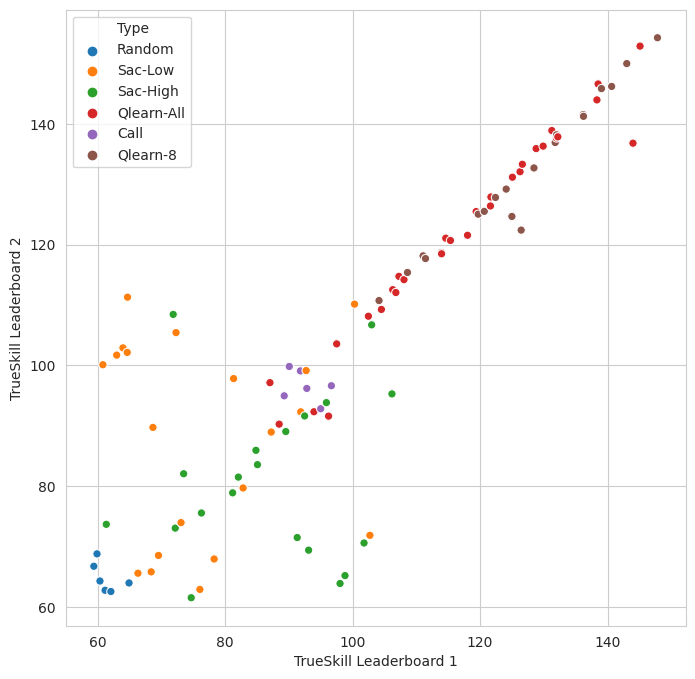 Type
Random
Sac-Low
Sac-High
Qlearn-All
Call
Qlearn-8
140
120
100
80
60
TrueSkill Leaderboard 2
60 80 100 120 140
TrueSkill Leaderboard 1